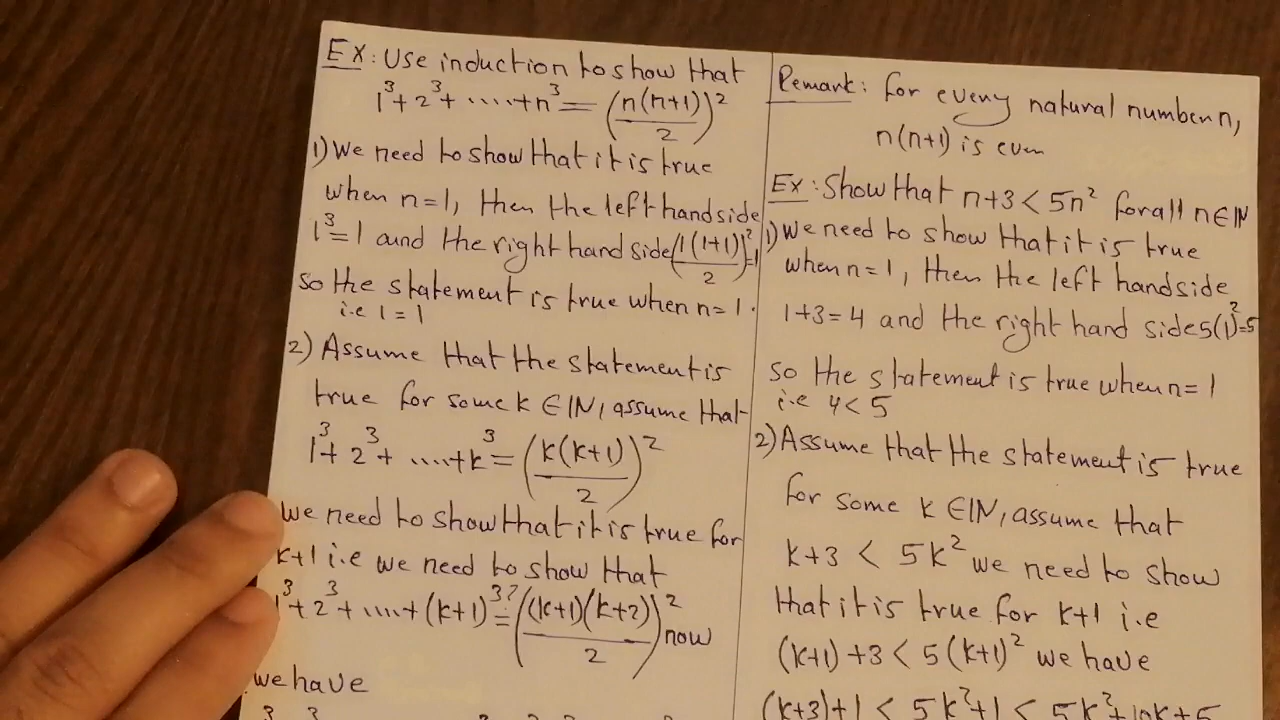 Ex: Use induction to show that
1³+2³+.....+n³ = (n(n+1)/2)²
1) We need to show that it is true
when n=1, then the left hand side
1³=1 and the right hand side (1(1+1)/2)²=1
so the statement is true when n=1.
i.e 1=1
2) Assume that the statement is
true for some k ∈ IN, assume that
1³+2³+.....+k³ = (k(k+1)/2)²
we need to show that it is true for
k+1 i.e we need to show that
1³+2³+.....+(k+1)³ ?= ((k+1)(k+2)/2)² now
we have
Remark: for every natural number n,
n(n+1) is even
Ex: Show that n+3 < 5n² for all n∈IN
1) We need to show that it is true
when n=1, then the left hand side
1+3=4 and the right hand side 5(1)²=5
so the statement is true when n=1
i.e 4<5
2) Assume that the statement is true
for some k ∈ IN, assume that
k+3 < 5k² we need to show
that it is true for k+1 i.e
(k+1)+3 < 5(k+1)² we have
(k+3)+1 < 5k²+1 < 5k²+10k+5